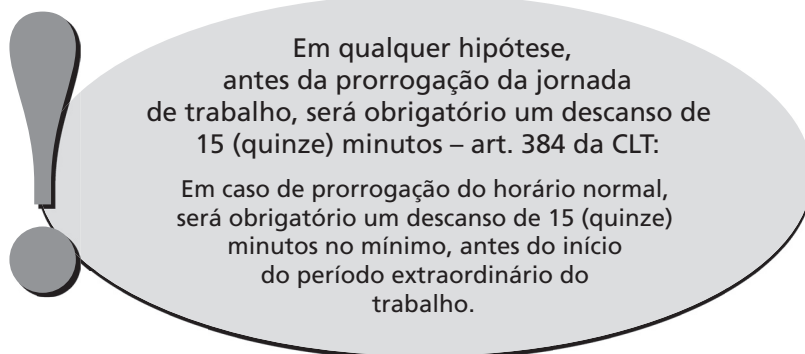 Em qualquer hipótese,
antes da prorrogação da jornada
de trabalho, será obrigatório um descanso de
15 (quinze) minutos – art. 384 da CLT:
Em caso de prorrogação do horário normal,
será obrigatório um descanso de 15 (quinze)
minutos no mínimo, antes do início
do período extraordinário do
trabalho.